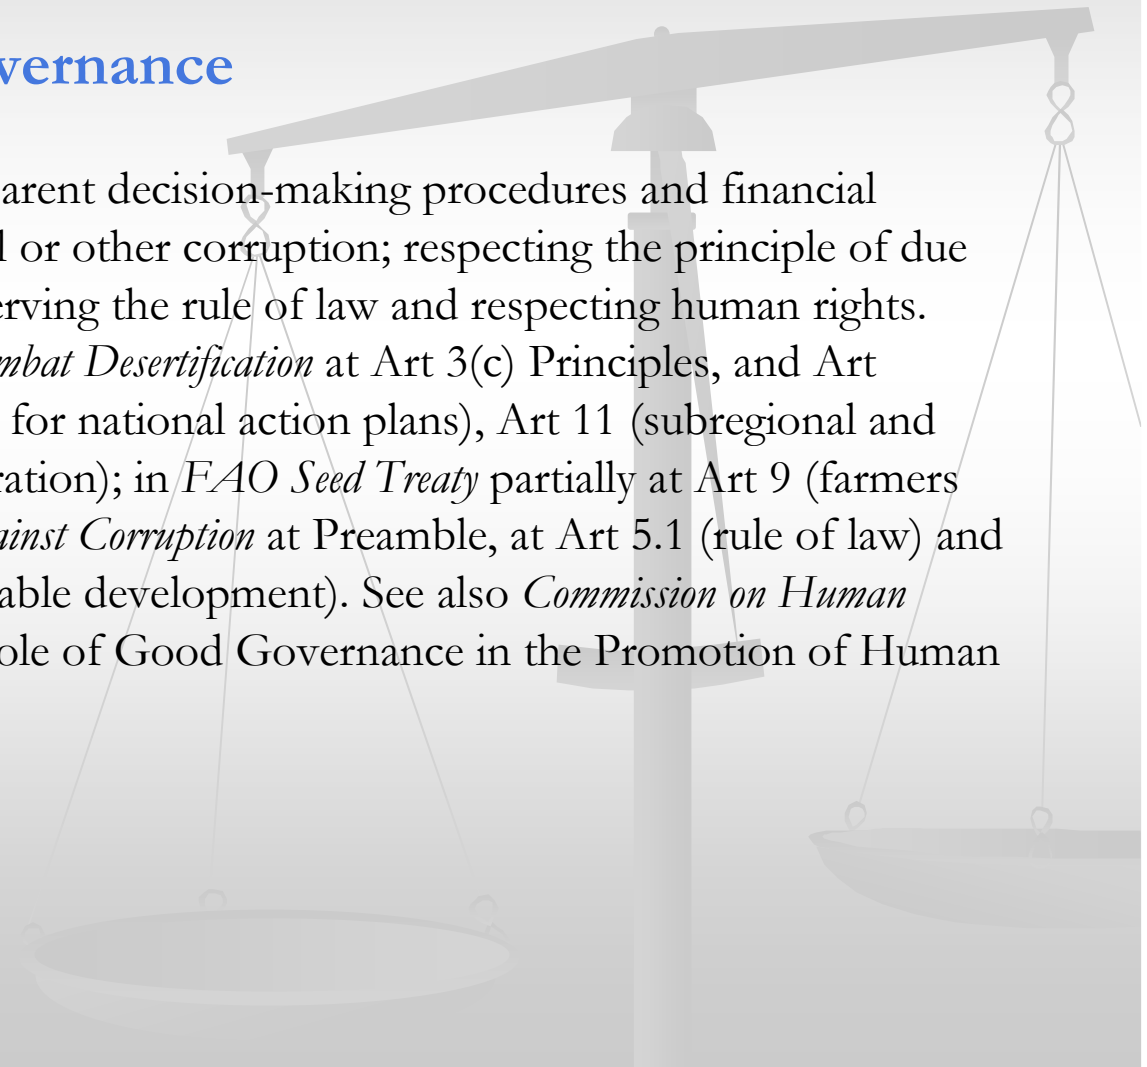 vernance
arent decision-making procedures and financial
l or other corruption; respecting the principle of due
erving the rule of law and respecting human rights.
mbat Desertification at Art 3(c) Principles, and Art
for national action plans), Art 11 (subregional and
ration); in FAO Seed Treaty partially at Art 9 (farmers
ainst Corruption at Preamble, at Art 5.1 (rule of law) and
able development). See also Commission on Human
ole of Good Governance in the Promotion of Human